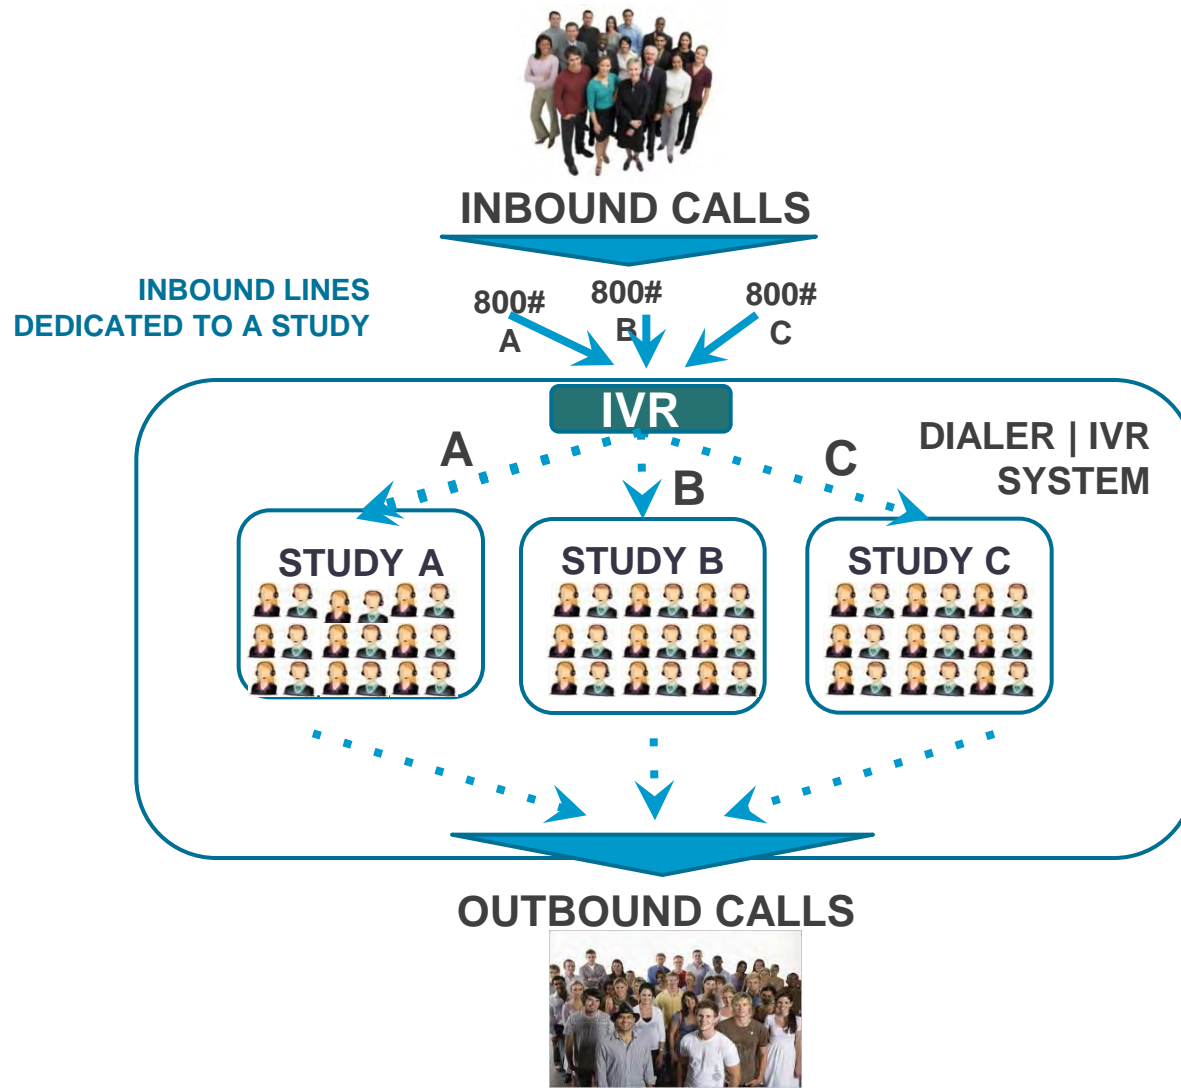 INBOUND CALLS
INBOUND LINES
DEDICATED TO A STUDY
800#
A
800#
B
800#
C
IVR
DIALER | IVR
SYSTEM
A
B
C
STUDY A
STUDY B
STUDY C
OUTBOUND CALLS